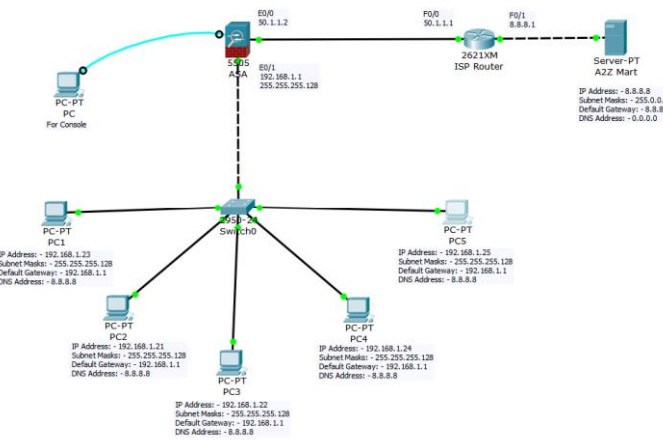 E0/0
50.1.1.2
F0/0
50.1.1.1
F0/1
8.8.8.1
5505
ASA
2621XM
ISP Router
Server-PT
A2Z Mart
IP Address: - 8.8.8.8
Subnet Masks: - 255.0.0.
Default Gateway: - 8.8.8
DNS Address: - 0.0.0.0
E0/1
192.168.1.1
255.255.255.128
PC-PT
PC
For Console
2950-24
Switch0
PC-PT
PC1
IP Address: - 192.168.1.23
Subnet Masks: - 255.255.255.128
Default Gateway: - 192.168.1.1
DNS Address: - 8.8.8.8
PC-PT
PC5
IP Address: - 192.168.1.25
Subnet Masks: - 255.255.255.128
Default Gateway: - 192.168.1.1
DNS Address: - 8.8.8.8
PC-PT
PC2
IP Address: - 192.168.1.21
Subnet Masks: - 255.255.255.128
Default Gateway: - 192.168.1.1
DNS Address: - 8.8.8.8
PC-PT
PC4
IP Address: - 192.168.1.24
Subnet Masks: - 255.255.255.128
Default Gateway: - 192.168.1.1
DNS Address: - 8.8.8.8
PC-PT
PC3
IP Address: - 192.168.1.22
Subnet Masks: - 255.255.255.128
Default Gateway: - 192.168.1.1
DNS Address: - 8.8.8.8